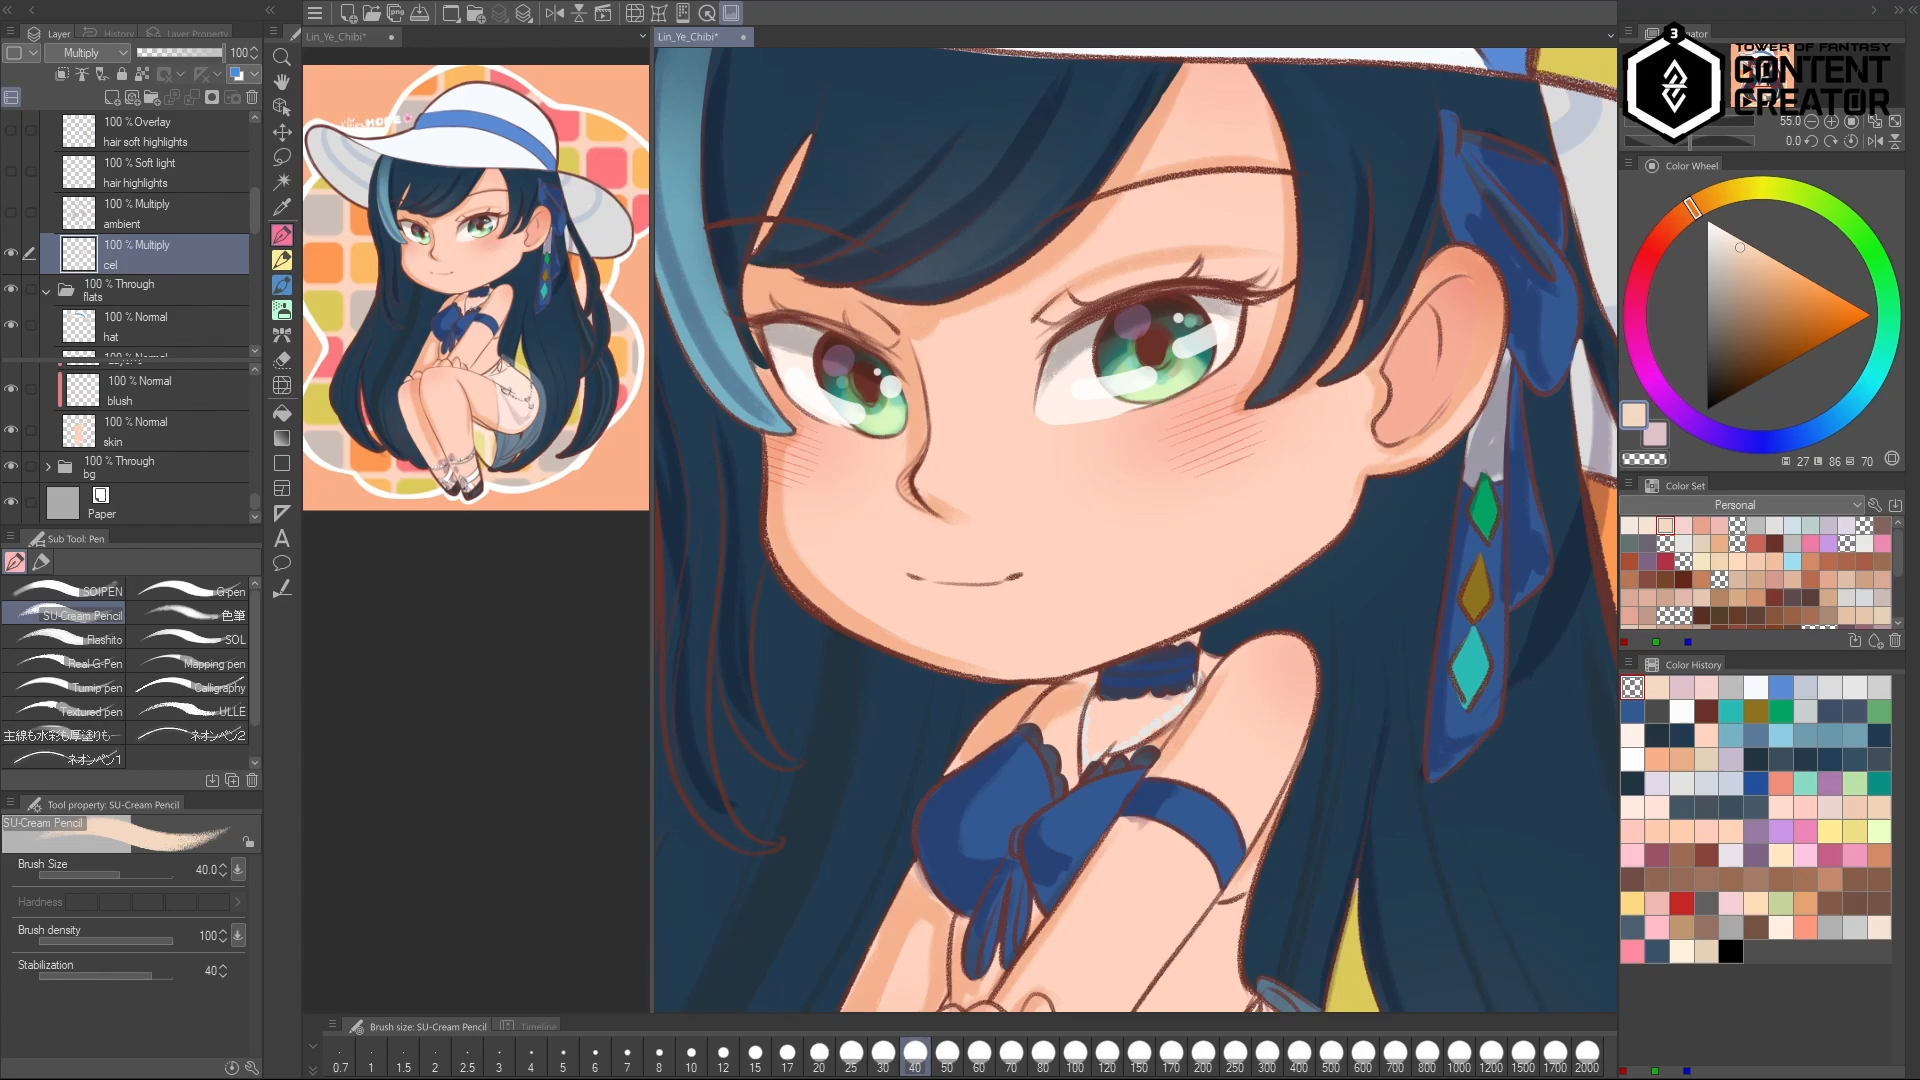 Layer
History
Layer Property
Multiply
100
100 % Overlay
hair soft highlights
100 % Soft light
hair highlights
100 % Multiply
ambient
100 % Multiply
cel
100 % Through
flats
100 % Normal
hat
100 % Normal
blush
100 % Normal
skin
100 % Through
bg
Paper
Sub Tool: Pen
SOIPEN
G-pen
SU-Cream Pencil
色筆
Flashito
SOL
Real G-Pen
Mapping pen
Turnip pen
Calligraphy
Textured pen
ULLE
主線も水彩も厚塗りも一
ネオンペン2
ネオンペン1
Tool property: SU-Cream Pencil
SU-Cream Pencil
Brush Size
40.0
Hardness
Brush density
100
Stabilization
40
Lin_Ye_Chibi*
Lin_Ye_Chibi*
MOPE
Brush size: SU-Cream Pencil
Timeline
0.7 1 1.5 2 2.5 3 4 5 6 7 8 10 12 15 17 20 25 30 40 50 60 70 80 100 120 150 170 200 250 300 400 500 600 700 800 1000 1200 1500 1700 2000
3
TOWER OF FANTASY
CONTENT
CREATOR
55.0
0.0
Color Wheel
27 86 70
Color Set
Personal
Color History